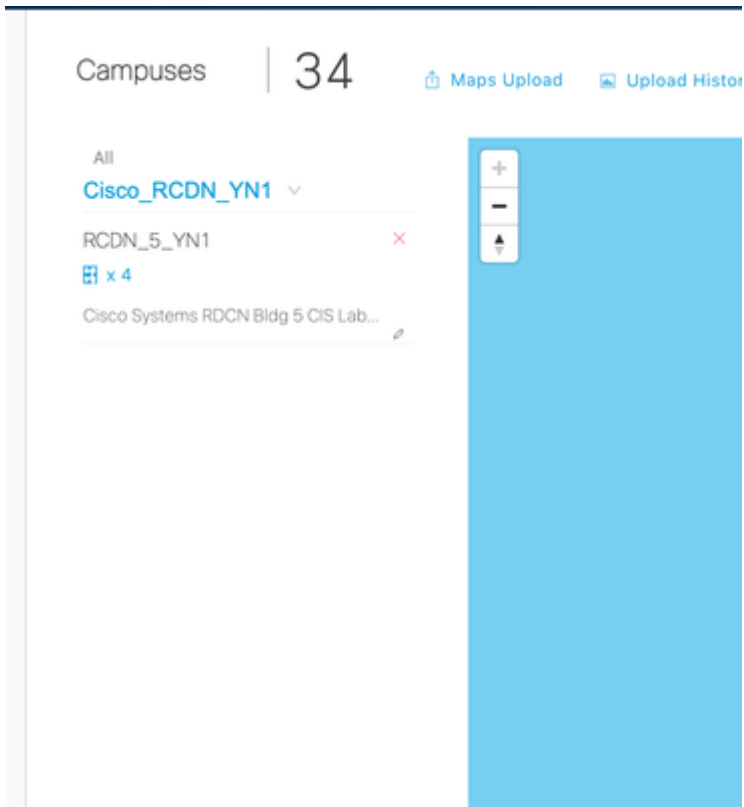 Campuses 34 Maps Upload Upload Histor
All
Cisco_RCDN_YN1
RCDN_5_YN1
x 4
Cisco Systems RDCN Bldg 5 CIS Lab...